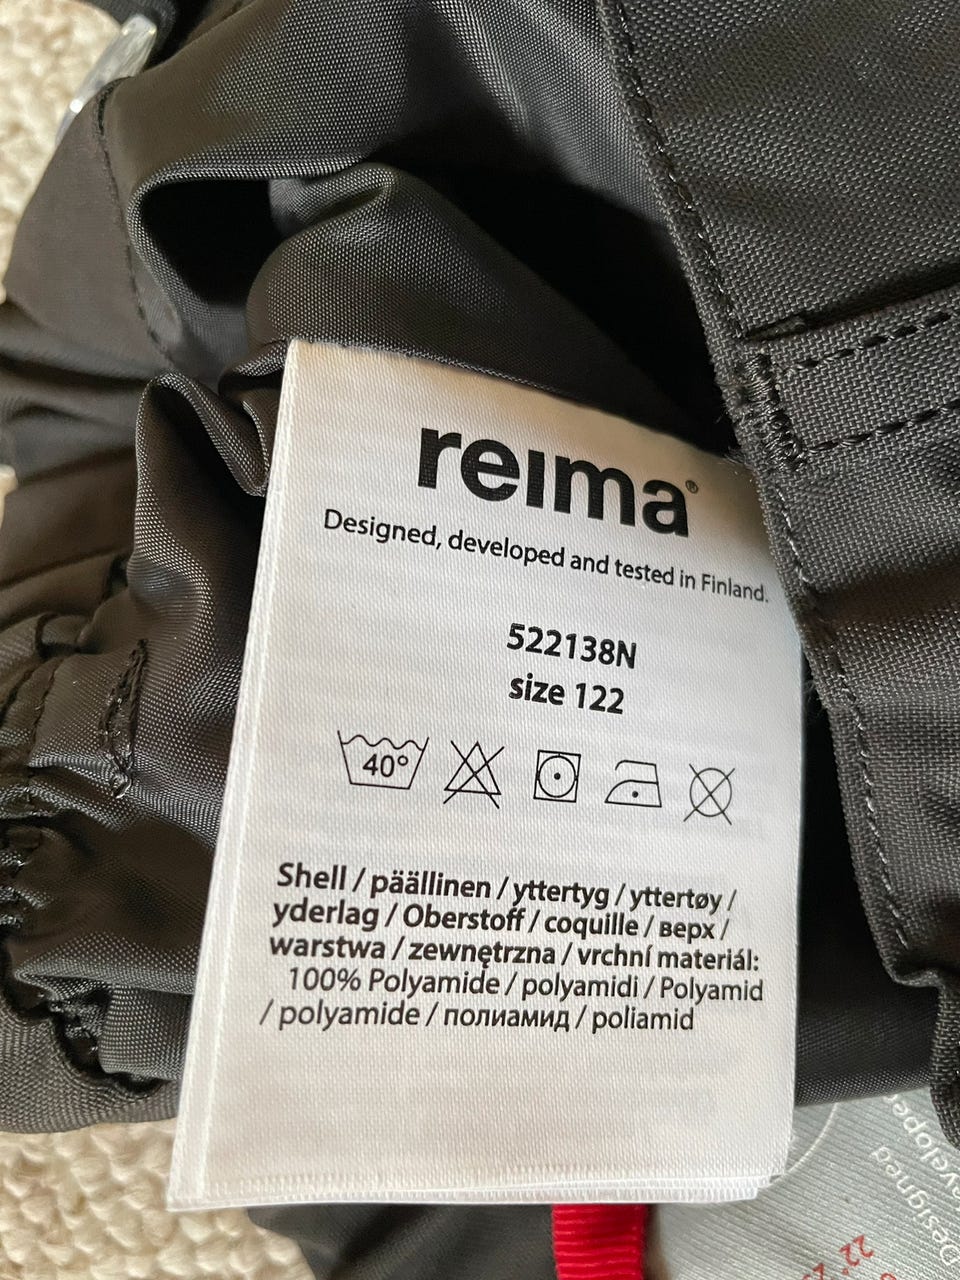 reima®
Designed, developed and tested in Finland.
522138N
size 122
40°
Shell / päällinen / yttertyg / yttertøy /
yderlag / Oberstoff / coquille / верх /
warstwa / zewnętrzna / vrchní materiál:
100% Polyamide / polyamidi / Polyamid
/ polyamide / полиамид / poliamid
Designed